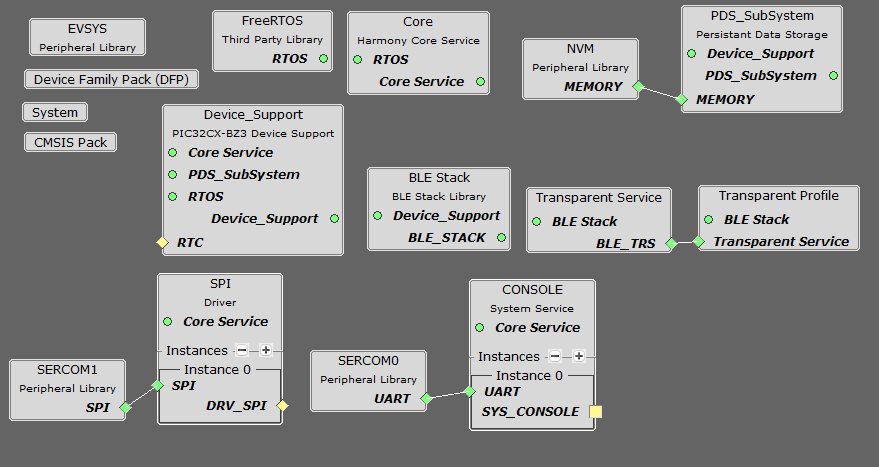 EVSYS
Peripheral Library
FreeRTOS
Third Party Library
RTOS
Core
Harmony Core Service
RTOS
Core Service
NVM
Peripheral Library
MEMORY
PDS_SubSystem
Persistant Data Storage
Device_Support
PDS_SubSystem
MEMORY
Device Family Pack (DFP)
System
CMSIS Pack
Device_Support
PIC32CX-BZ3 Device Support
Core Service
PDS_SubSystem
RTOS
Device_Support
RTC
BLE Stack
BLE Stack Library
Device_Support
BLE_STACK
Transparent Service
BLE Stack
BLE_TRS
Transparent Profile
BLE Stack
Transparent Service
SPI
Driver
Core Service
Instances
Instance 0
SPI
DRV_SPI
SERCOM1
Peripheral Library
SPI
SERCOM0
Peripheral Library
UART
CONSOLE
System Service
Core Service
Instances
Instance 0
UART
SYS_CONSOLE